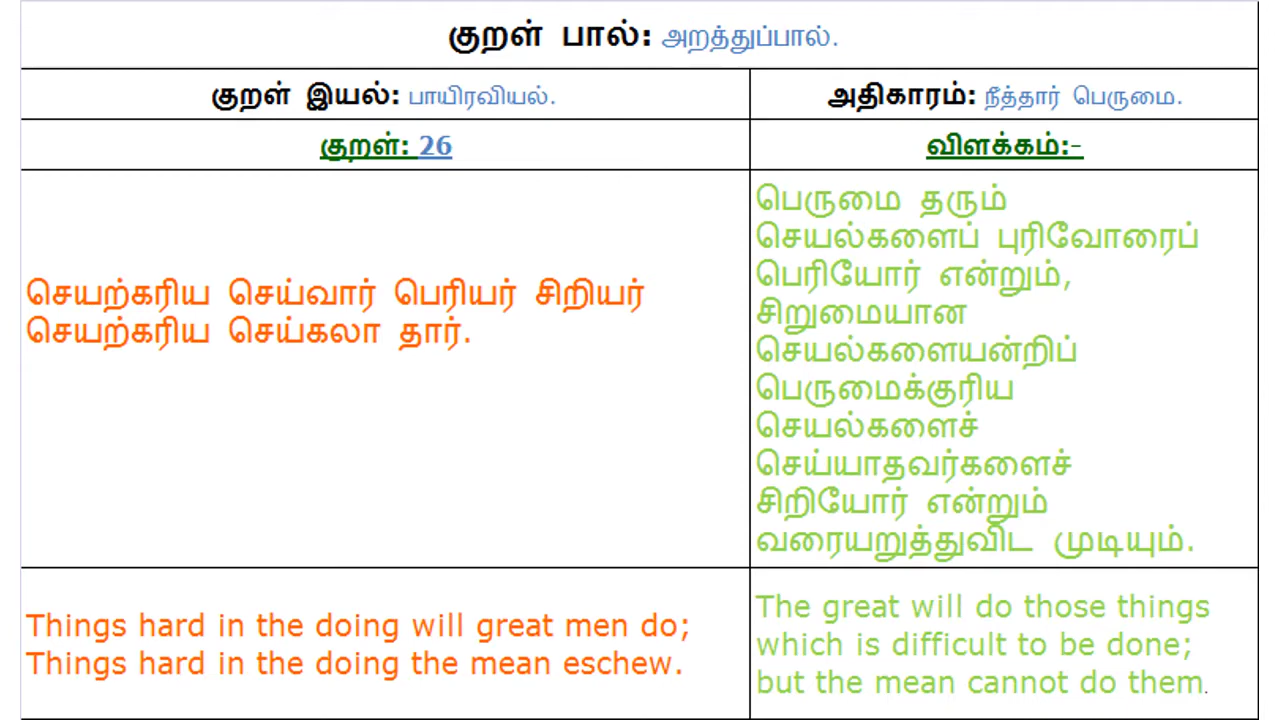 குறள் பால்: அறத்துப்பால்.
குறள் இயல்: பாயிரவியல்.
அதிகாரம்: நீத்தார் பெருமை.
குறள்: 26
விளக்கம்:-
செயற்கரிய செய்வார் பெரியர் சிறியர்
செயற்கரிய செய்கலா தார்.
பெருமை தரும்
செயல்களைப் புரிவோரைப்
பெரியோர் என்றும்,
சிறுமையான
செயல்களையன்றிப்
பெருமைக்குரிய
செயல்களைச்
செய்யாதவர்களைச்
சிறியோர் என்றும்
வரையறுத்துவிட முடியும்.
Things hard in the doing will great men do;
Things hard in the doing the mean eschew.
The great will do those things
which is difficult to be done;
but the mean cannot do them.